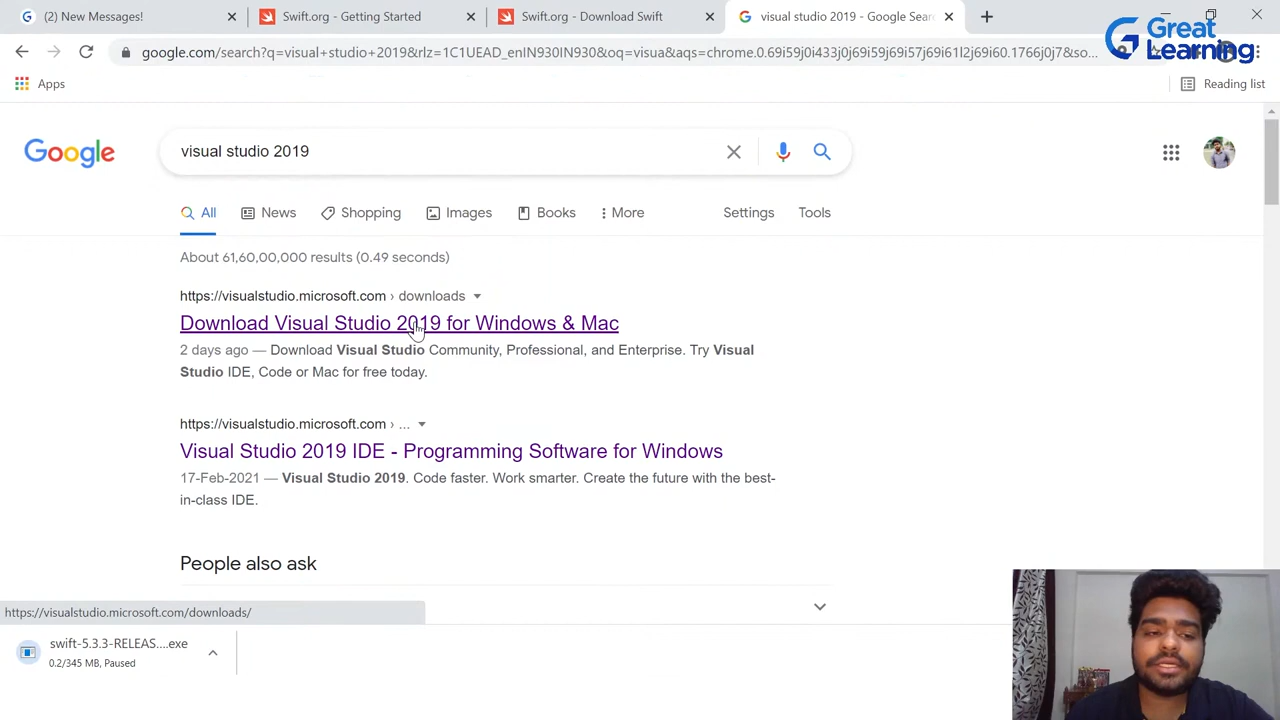 (2) New Messages!
Swift.org - Getting Started
Swift.org - Download Swift
visual studio 2019 - Google Sear
google.com/search?q=visual+studio+2019&rlz=1C1UEAD_enIN930IN930&oq=visua&aqs=chrome.0.69i59j0i433j0j69i59j69i57j69i61l2j69i60.1766j0j7&so...
Great
Learning
Apps
Reading list
Google
visual studio 2019
All
News
Shopping
Images
Books
More
Settings
Tools
About 61,60,00,000 results (0.49 seconds)
https://visualstudio.microsoft.com › downloads
Download Visual Studio 2019 for Windows & Mac
2 days ago — Download Visual Studio Community, Professional, and Enterprise. Try Visual
Studio IDE, Code or Mac for free today.
https://visualstudio.microsoft.com › ...
Visual Studio 2019 IDE - Programming Software for Windows
17-Feb-2021 — Visual Studio 2019. Code faster. Work smarter. Create the future with the best-
in-class IDE.
People also ask
https://visualstudio.microsoft.com/downloads/
swift-5.3.3-RELEAS....exe
0.2/345 MB, Paused